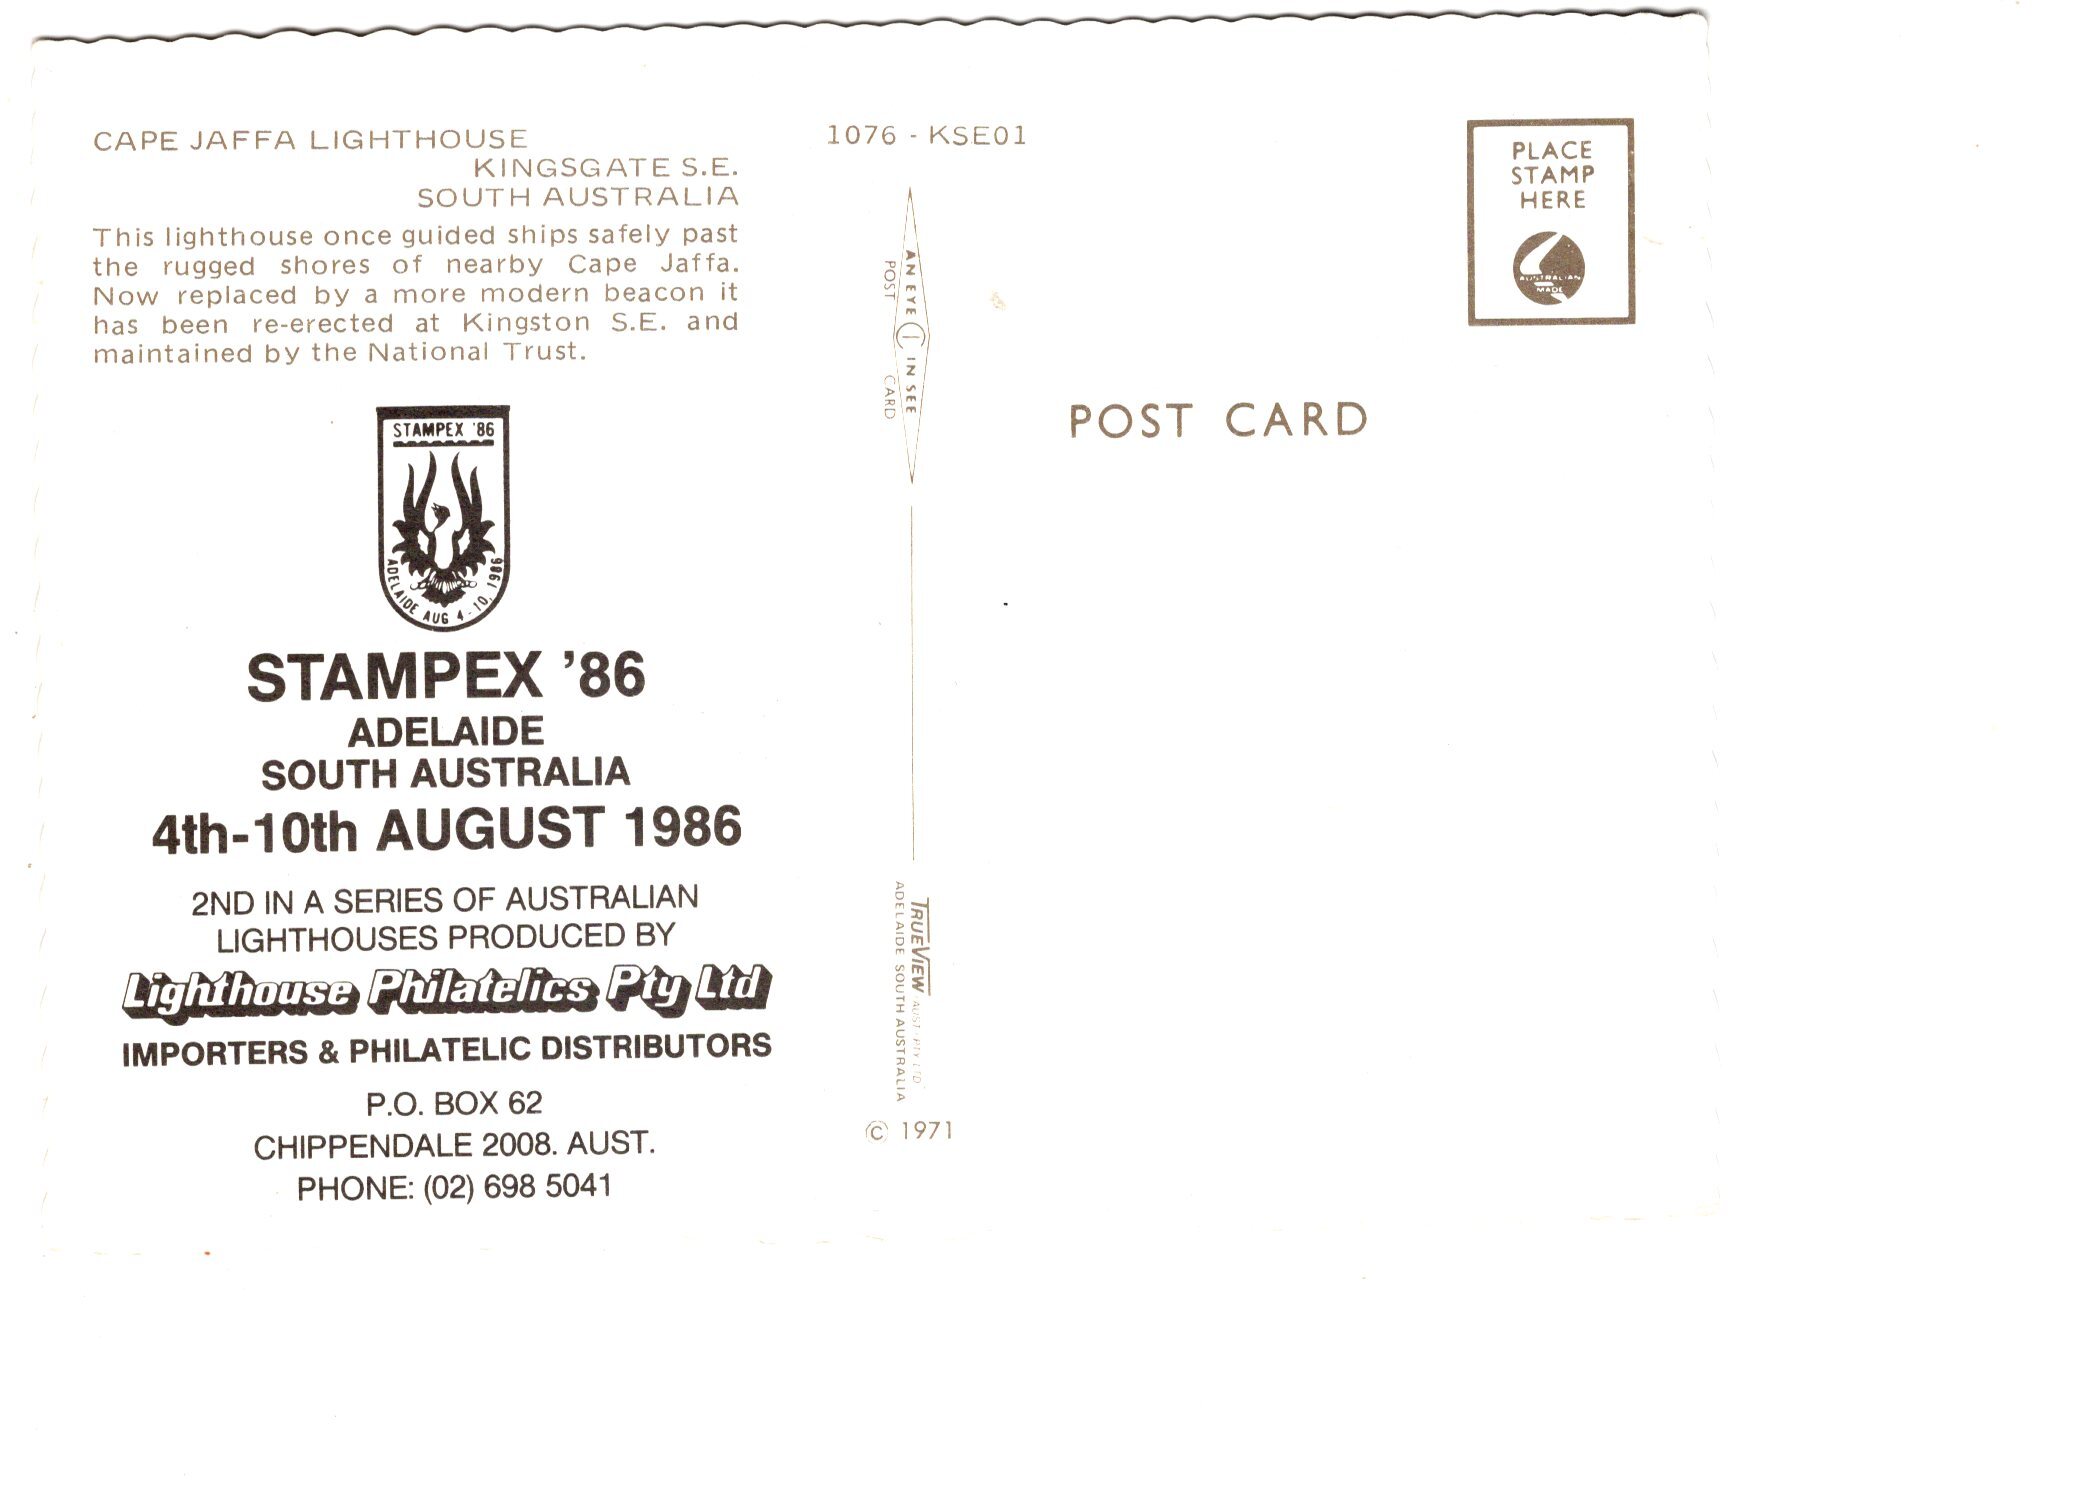 CAPE JAFFA LIGHTHOUSE
KINGSGATE S.E.
SOUTH AUSTRALIA
This lighthouse once guided ships safely past
the rugged shores of nearby Cape Jaffa.
Now replaced by a more modern beacon it
has been re-erected at Kingston S.E. and
maintained by the National Trust.
STAMPEX '86
ADELAIDE AUG 4-10, 1986
STAMPEX '86
ADELAIDE
SOUTH AUSTRALIA
4th-10th AUGUST 1986
2ND IN A SERIES OF AUSTRALIAN
LIGHTHOUSES PRODUCED BY
Lighthouse Philatelics Pty Ltd
IMPORTERS & PHILATELIC DISTRIBUTORS
P.O. BOX 62
CHIPPENDALE 2008. AUST.
PHONE: (02) 698 5041
1076 - KSE01
AN EYE IN SEE
POST CARD
TRUEVIEW AUST. PTY LTD
ADELAIDE SOUTH AUSTRALIA
© 1971
PLACE
STAMP
HERE
AUSTRALIAN
MADE
POST CARD